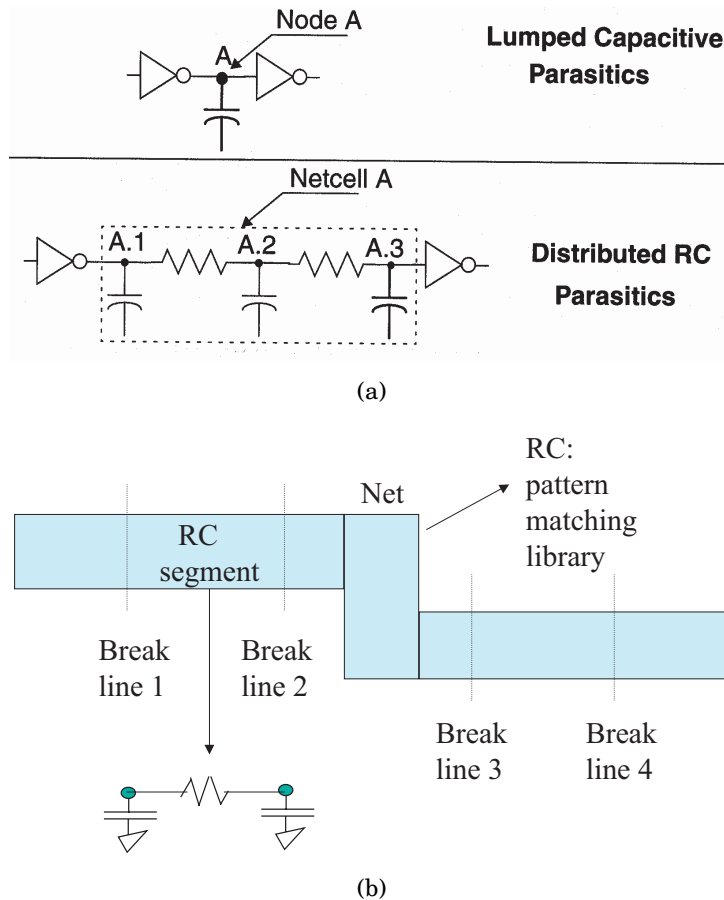 Node A
A
Lumped Capacitive
Parasitics
Netcell A
A.1
A.2
A.3
Distributed RC
Parasitics
(a)
RC:
pattern
matching
library
Net
RC
segment
Break
line 1
Break
line 2
Break
line 3
Break
line 4
(b)